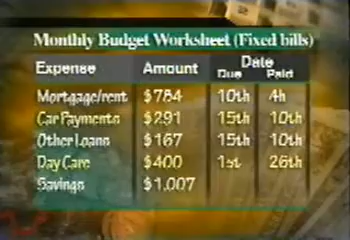 Monthly Budget Worksheet (Fixed bills)
Expense Amount Date
Due Paid
Mortgage/rent $784 10th 4h
Car Payments $291 15th 10th
Other Loans $167 15th 10th
Day Care $400 1st 26th
Savings $1,007